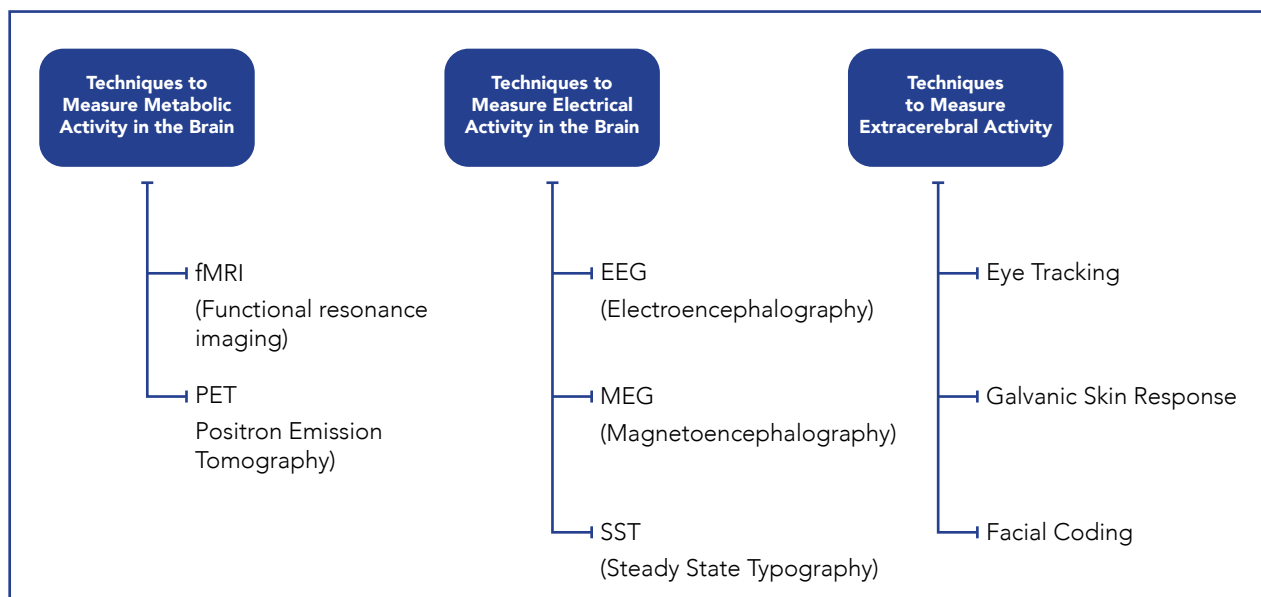 Techniques to
Measure Metabolic
Activity in the Brain
fMRI
(Functional resonance
imaging)
PET
Positron Emission
Tomography)
Techniques to
Measure Electrical
Activity in the Brain
EEG
(Electroencephalography)
MEG
(Magnetoencephalography)
SST
(Steady State Typography)
Techniques
to Measure
Extracerebral Activity
Eye Tracking
Galvanic Skin Response
Facial Coding